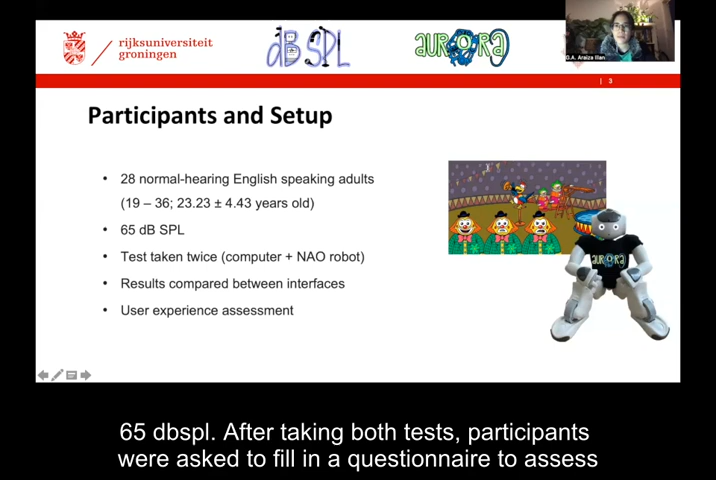 rijksuniversiteit
groningen
dB SPL
aurora
G.A. Araiza Illan
| 3
Participants and Setup
• 28 normal-hearing English speaking adults
(19 – 36; 23.23 ± 4.43 years old)
• 65 dB SPL
• Test taken twice (computer + NAO robot)
• Results compared between interfaces
• User experience assessment
aurora
65 dbspl. After taking both tests, participants
were asked to fill in a questionnaire to assess